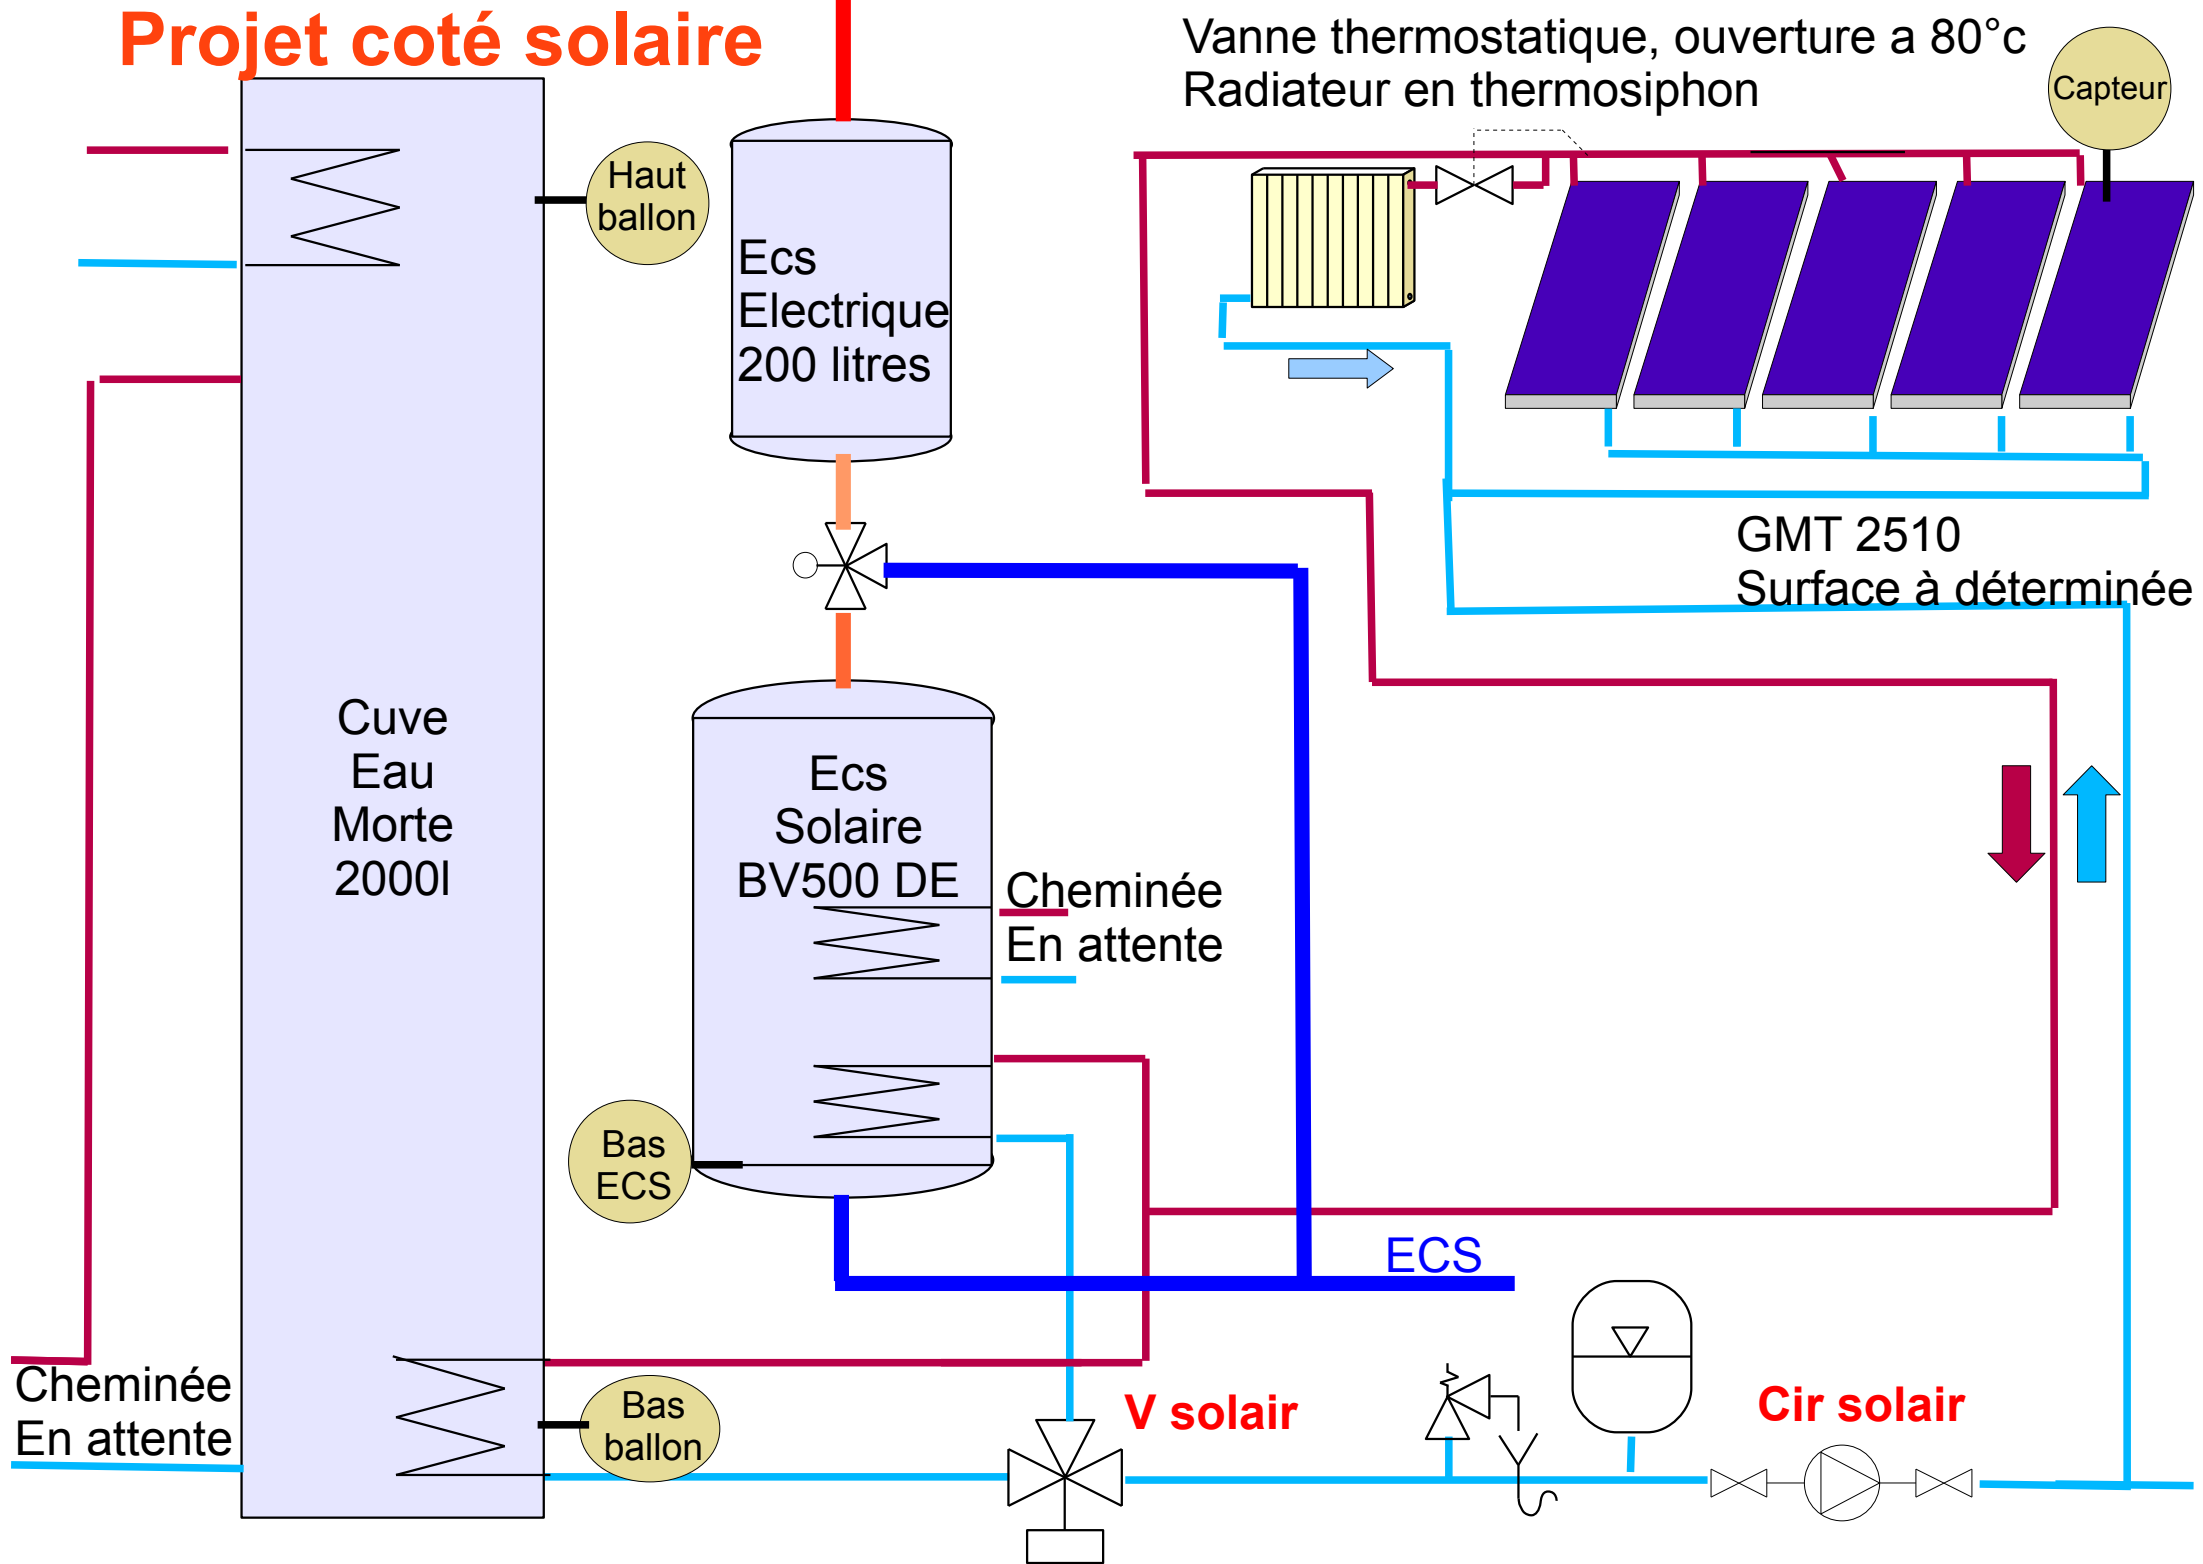 Projet coté solaire
Vanne thermostatique, ouverture a 80°c
Radiateur en thermosiphon
Capteur
Haut
ballon
Ecs
Electrique
200 litres
GMT 2510
Surface à déterminée
Cuve
Eau
Morte
2000l
Ecs
Solaire
BV500 DE
Cheminée
En attente
Bas
ECS
ECS
Cheminée
En attente
Bas
ballon
V solair
Cir solair